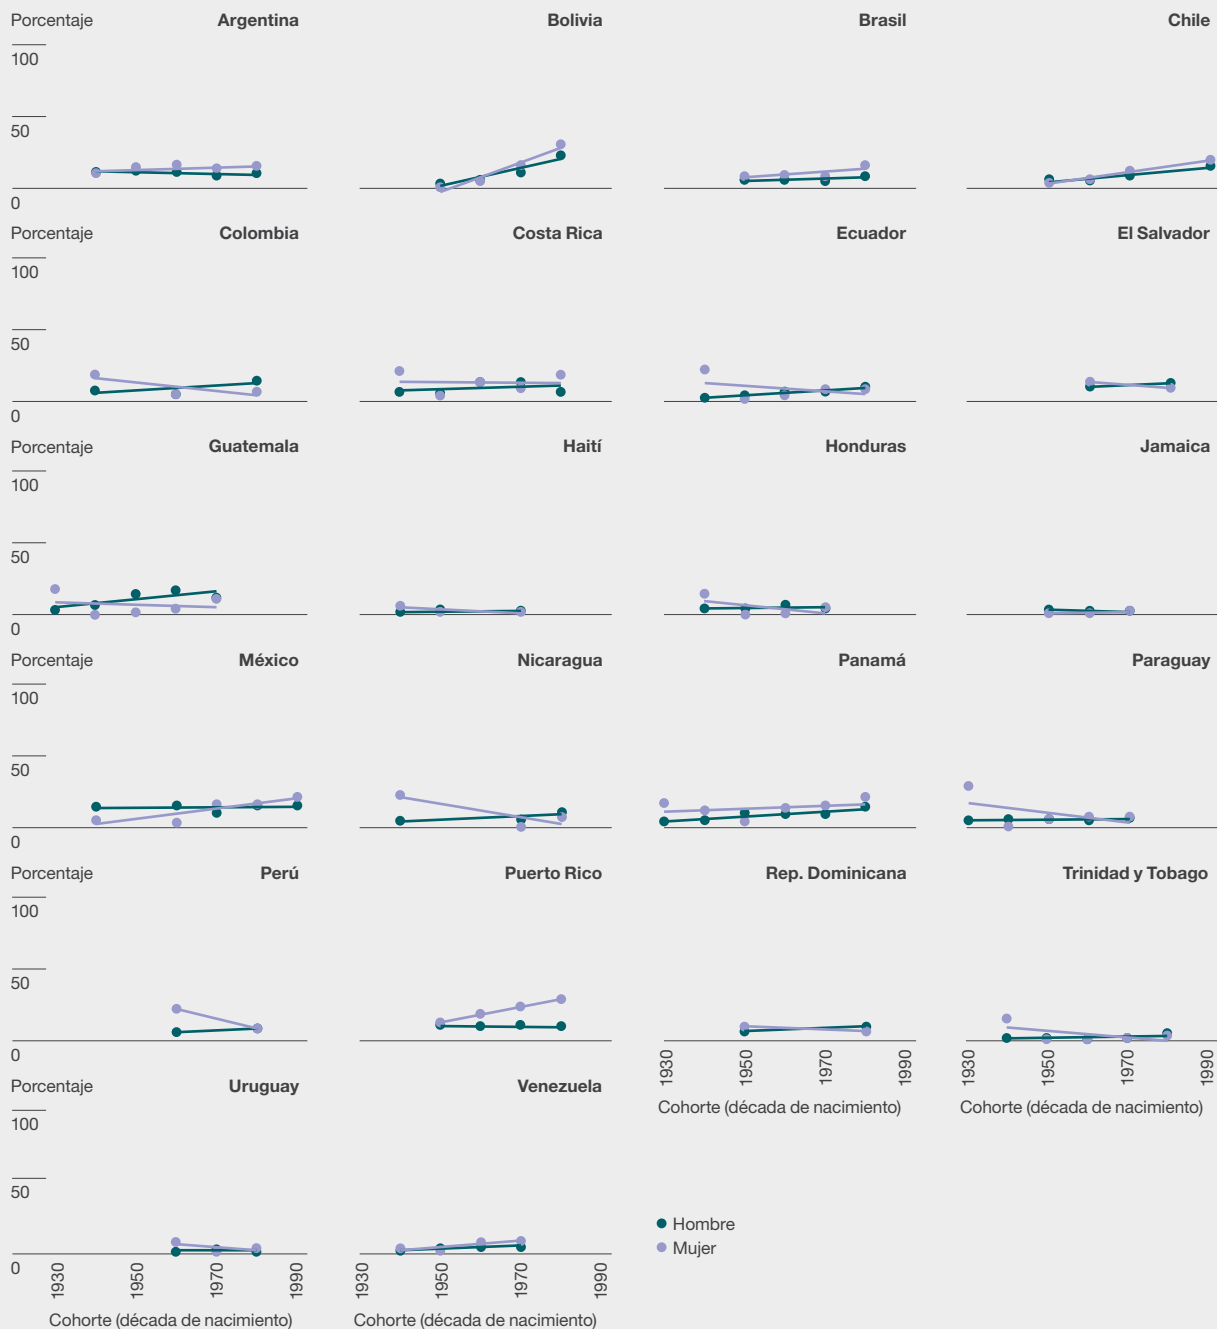 Porcentaje Argentina Bolivia Brasil Chile
100
50
0
Porcentaje Colombia Costa Rica Ecuador El Salvador
100
50
0
Porcentaje Guatemala Haití Honduras Jamaica
100
50
0
Porcentaje México Nicaragua Panamá Paraguay
100
50
0
Porcentaje Perú Puerto Rico Rep. Dominicana Trinidad y Tobago
100
50
0
1930 1950 1970 1990 1930 1950 1970 1990
Cohorte (década de nacimiento) Cohorte (década de nacimiento)
Porcentaje Uruguay Venezuela
100
50
0
1930 1950 1970 1990 1930 1950 1970 1990
Cohorte (década de nacimiento) Cohorte (década de nacimiento)
Hombre
Mujer